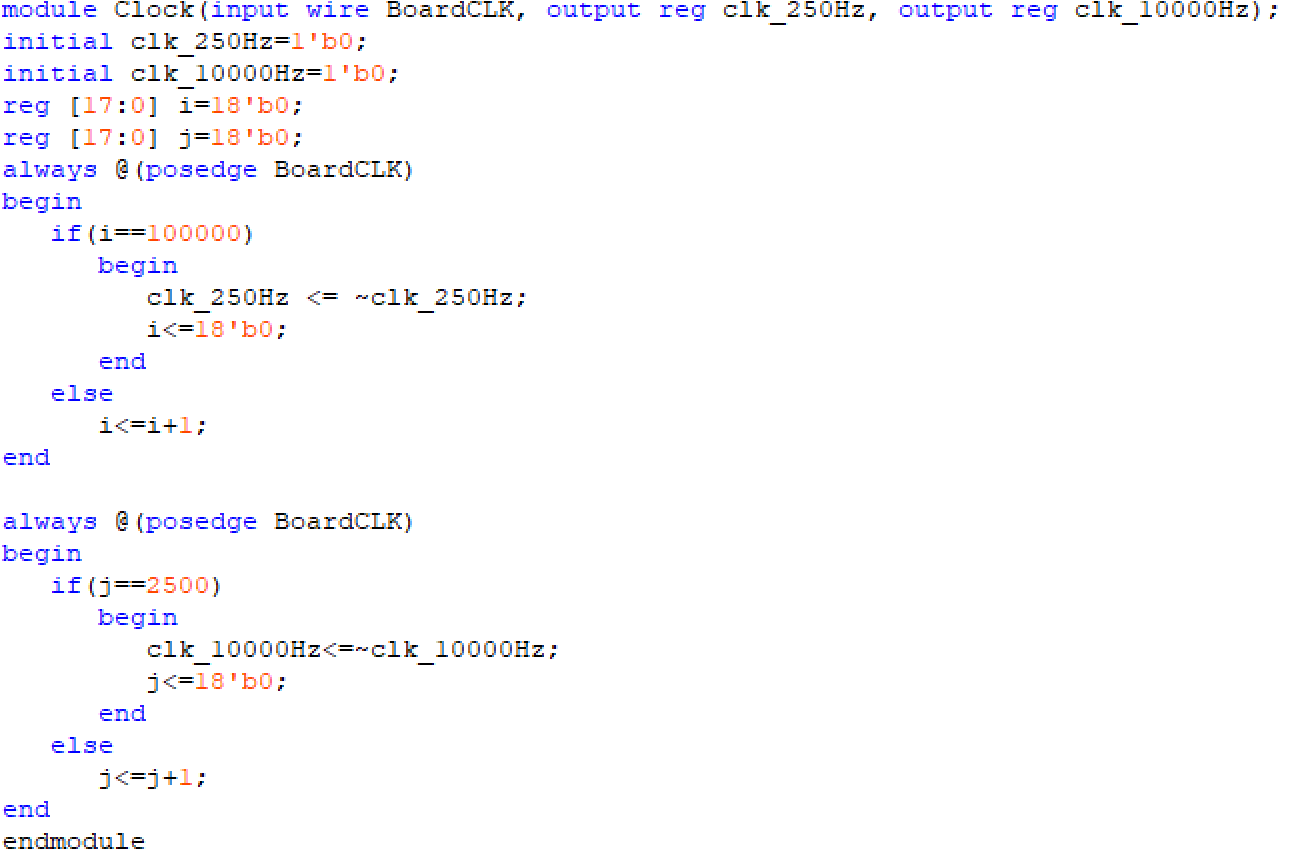 module Clock(input wire BoardCLK, output reg clk_250Hz, output reg clk_10000Hz);
initial clk_250Hz=1'b0;
initial clk_10000Hz=1'b0;
reg [17:0] i=18'b0;
reg [17:0] j=18'b0;
always @(posedge BoardCLK)
begin
   if(i==100000)
      begin
         clk_250Hz <= ~clk_250Hz;
         i<=18'b0;
      end
   else
      i<=i+1;
end

always @(posedge BoardCLK)
begin
   if(j==2500)
      begin
         clk_10000Hz<=~clk_10000Hz;
         j<=18'b0;
      end
   else
      j<=j+1;
end
endmodule